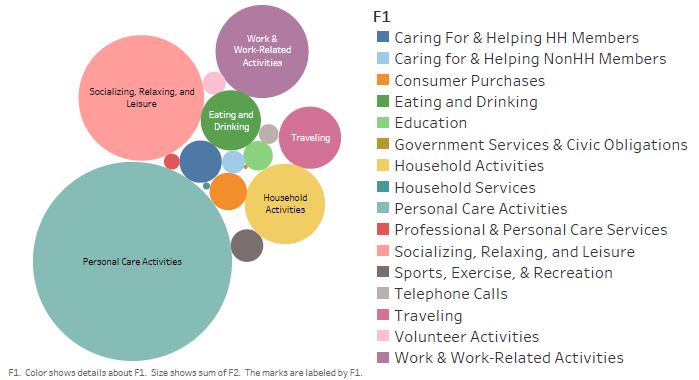 Work &
Work-Related
Activities
Socializing, Relaxing, and
Leisure
Eating and
Drinking
Traveling
Household
Activities
Personal Care Activities
F1. Color shows details about F1. Size shows sum of F2. The marks are labeled by F1.
F1
Caring For & Helping HH Members
Caring for & Helping NonHH Members
Consumer Purchases
Eating and Drinking
Education
Government Services & Civic Obligations
Household Activities
Household Services
Personal Care Activities
Professional & Personal Care Services
Socializing, Relaxing, and Leisure
Sports, Exercise, & Recreation
Telephone Calls
Traveling
Volunteer Activities
Work & Work-Related Activities